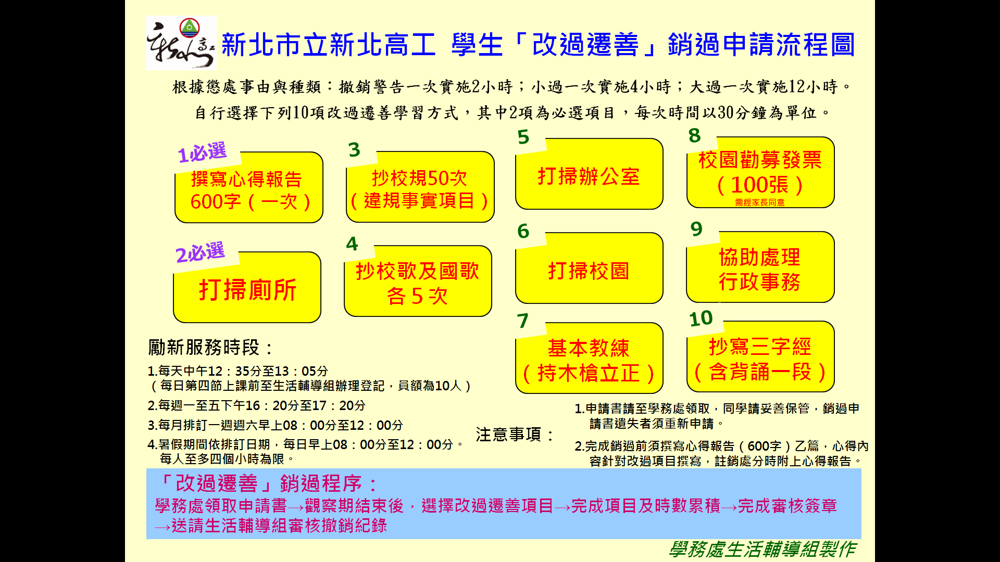 新北高工
新北市立新北高工 學生「改過遷善」銷過申請流程圖
根據懲處事由與種類：撤銷警告一次實施2小時；小過一次實施4小時；大過一次實施12小時。
自行選擇下列10項改過遷善學習方式，其中2項為必選項目，每次時間以30分鐘為單位。
1必選
撰寫心得報告
600字（一次）
2必選
打掃廁所
3
抄校規50次
（違規事實項目）
4
抄校歌及國歌
各５次
5
打掃辦公室
6
打掃校園
7
基本教練
（持木槍立正）
8
校園勸募發票
（100張）
需經家長同意
9
協助處理
行政事務
10
抄寫三字經
（含背誦一段）
勵新服務時段：
1.每天中午12：35分至13：05分
（每日第四節上課前至生活輔導組辦理登記，員額為10人）
2.每週一至五下午16：20分至17：20分
3.每月排訂一週週六早上08：00分至12：00分
4.暑假期間依排訂日期，每日早上08：00分至12：00分。
每人至多四個小時為限。
注意事項：
1.申請書請至學務處領取，同學請妥善保管，銷過申
請書遺失者須重新申請。
2.完成銷過前須撰寫心得報告（600字）乙篇，心得內
容針對改過項目撰寫，註銷處分時附上心得報告。
「改過遷善」銷過程序：
學務處領取申請書→觀察期結束後，選擇改過遷善項目→完成項目及時數累積→完成審核簽章
→送請生活輔導組審核撤銷紀錄
學務處生活輔導組製作